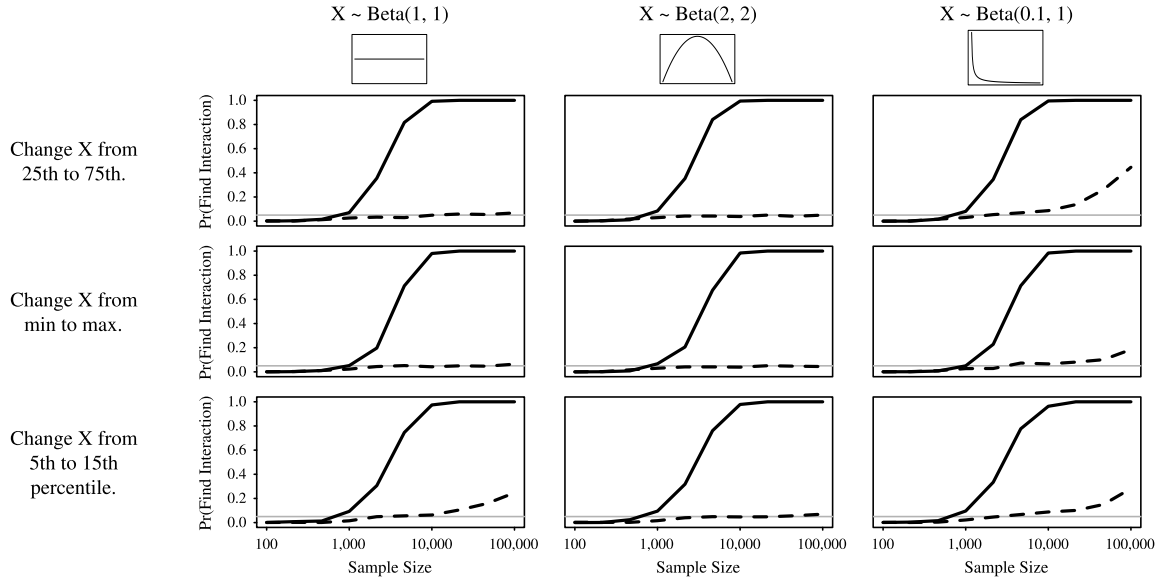 X ~ Beta(1, 1)
X ~ Beta(2, 2)
X ~ Beta(0.1, 1)
Change X from
25th to 75th.
Pr(Find Interaction)
1.0
0.8
0.6
0.4
0.2
0.0
Change X from
min to max.
Pr(Find Interaction)
1.0
0.8
0.6
0.4
0.2
0.0
Change X from
5th to 15th
percentile.
Pr(Find Interaction)
1.0
0.8
0.6
0.4
0.2
0.0
100 1,000 10,000 100,000
100 1,000 10,000 100,000
100 1,000 10,000 100,000
Sample Size
Sample Size
Sample Size